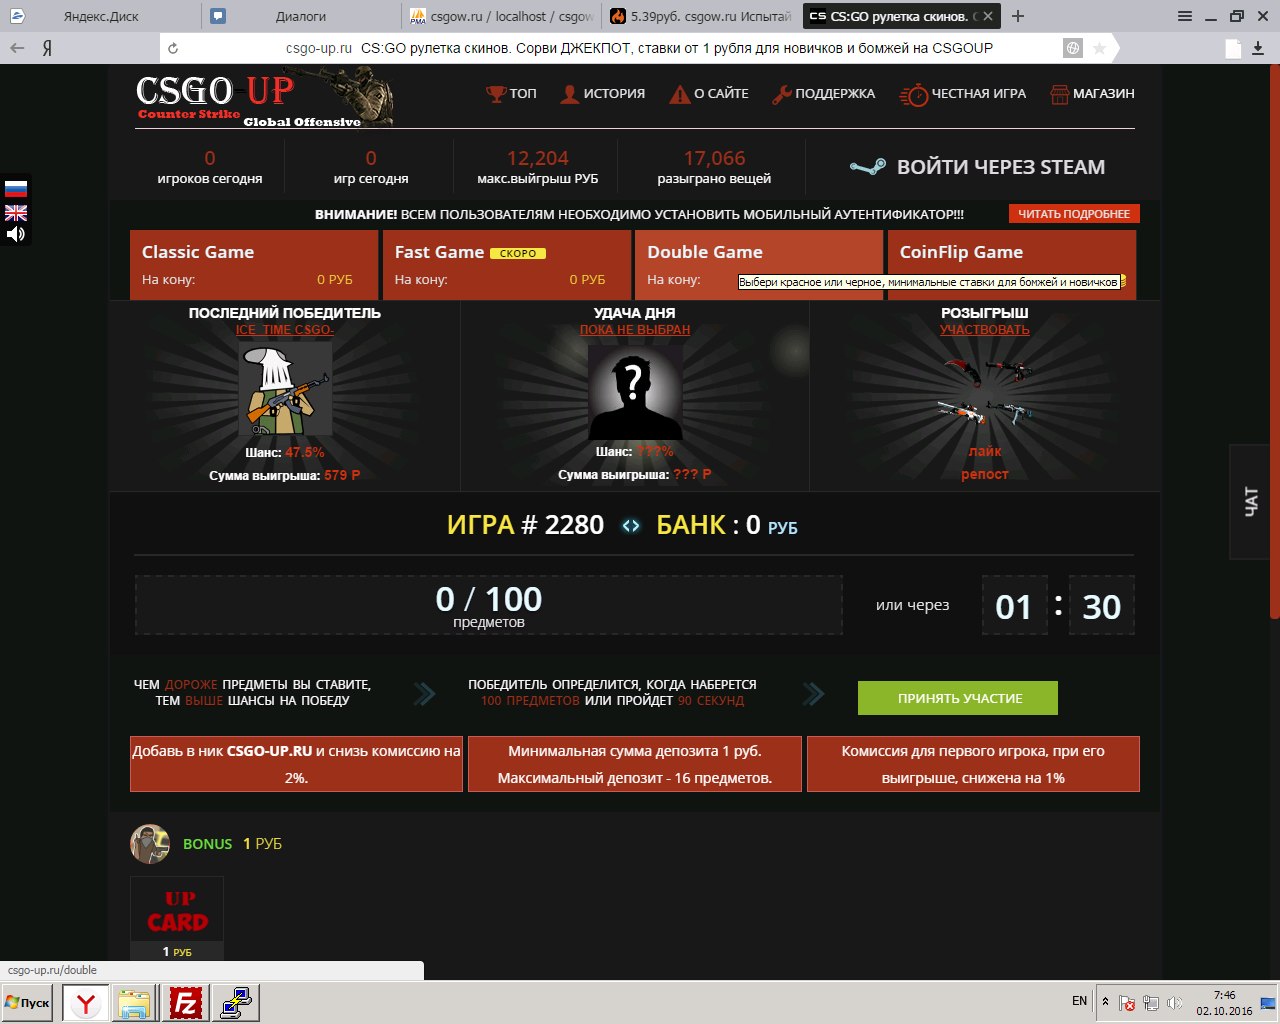 Яндекс.Диск
Диалоги
csgow.ru / localhost / csgow
5.39руб. csgow.ru Испытай
CS:GO рулетка скинов. С
csgo-up.ru CS:GO рулетка скинов. Сорви ДЖЕКПОТ, ставки от 1 рубля для новичков и бомжей на CSGOUP
CSGO-UP
Counter Strike
Global Offensive
ТОП
ИСТОРИЯ
О САЙТЕ
ПОДДЕРЖКА
ЧЕСТНАЯ ИГРА
МАГАЗИН
0
игроков сегодня
0
игр сегодня
12,204
макс.выйгрыш РУБ
17,066
разыграно вещей
ВОЙТИ ЧЕРЕЗ STEAM
ВНИМАНИЕ! ВСЕМ ПОЛЬЗОВАТЕЛЯМ НЕОБХОДИМО УСТАНОВИТЬ МОБИЛЬНЫЙ АУТЕНТИФИКАТОР!!!
ЧИТАТЬ ПОДРОБНЕЕ
Classic Game
На кону: 0 РУБ
Fast Game СКОРО
На кону: 0 РУБ
Double Game
На кону:
CoinFlip Game
Выбери красное или черное, минимальные ставки для бомжей и новичков
ПОСЛЕДНИЙ ПОБЕДИТЕЛЬ
ICE_TIME CSGO-
Шанс: 47.5%
Сумма выигрыша: 579 Р
УДАЧА ДНЯ
ПОКА НЕ ВЫБРАН
?
Шанс: ???%
Сумма выигрыша: ??? Р
РОЗЫГРЫШ
УЧАСТВОВАТЬ
лайк
репост
ЧАТ
ИГРА # 2280 <> БАНК : 0 РУБ
0 / 100
предметов
или через
01 : 30
ЧЕМ ДОРОЖЕ ПРЕДМЕТЫ ВЫ СТАВИТЕ,
ТЕМ ВЫШЕ ШАНСЫ НА ПОБЕДУ
ПОБЕДИТЕЛЬ ОПРЕДЕЛИТСЯ, КОГДА НАБЕРЕТСЯ
100 ПРЕДМЕТОВ ИЛИ ПРОЙДЕТ 90 СЕКУНД
ПРИНЯТЬ УЧАСТИЕ
Добавь в ник CSGO-UP.RU и снизь комиссию на
2%.
Минимальная сумма депозита 1 руб.
Максимальный депозит - 16 предметов.
Комиссия для первого игрока, при его
выигрыше, снижена на 1%
BONUS 1 РУБ
UP
CARD
1 РУБ
csgo-up.ru/double
Пуск
EN
7:46
02.10.2016